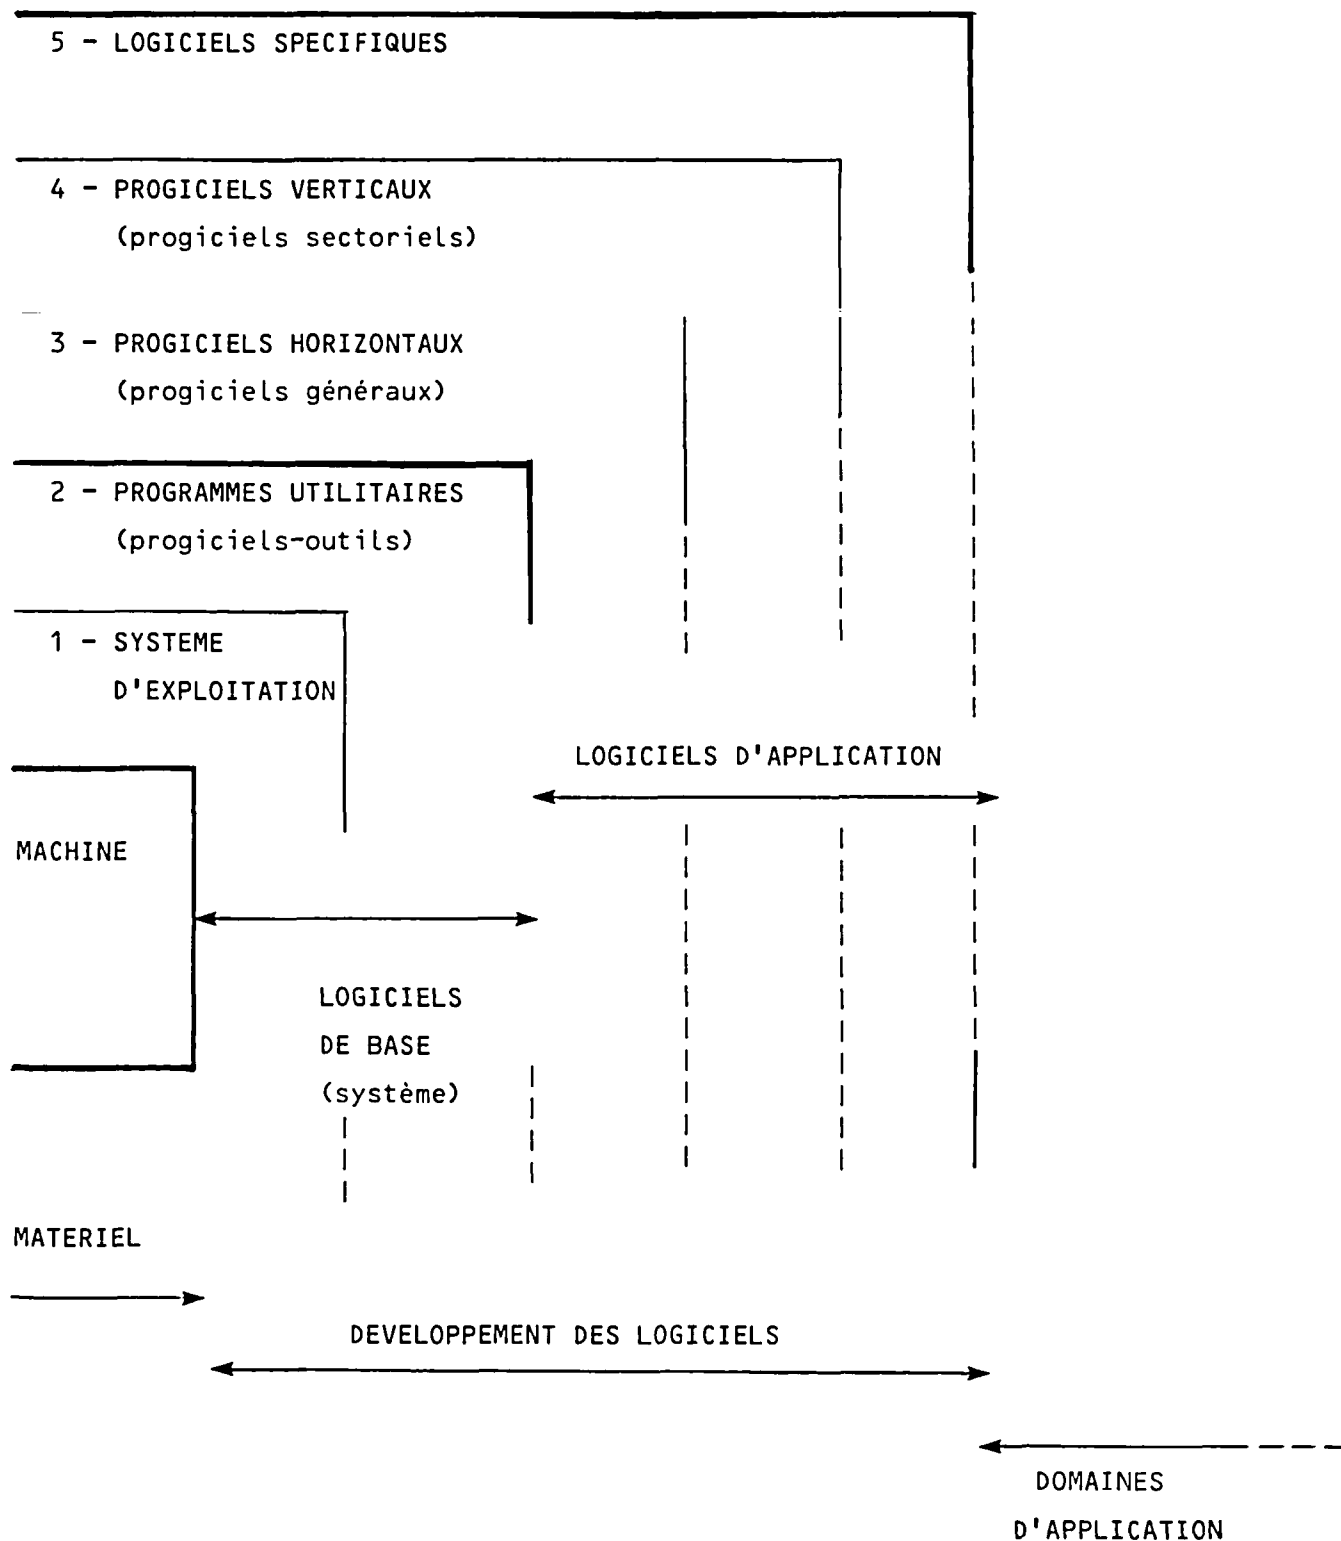 5 - LOGICIELS SPECIFIQUES
4 - PROGICIELS VERTICAUX
(progiciels sectoriels)
3 - PROGICIELS HORIZONTAUX
(progiciels généraux)
2 - PROGRAMMES UTILITAIRES
(progiciels-outils)
1 - SYSTEME
D'EXPLOITATION
LOGICIELS D'APPLICATION
MACHINE
LOGICIELS
DE BASE
(système)
MATERIEL
DEVELOPPEMENT DES LOGICIELS
DOMAINES
D'APPLICATION